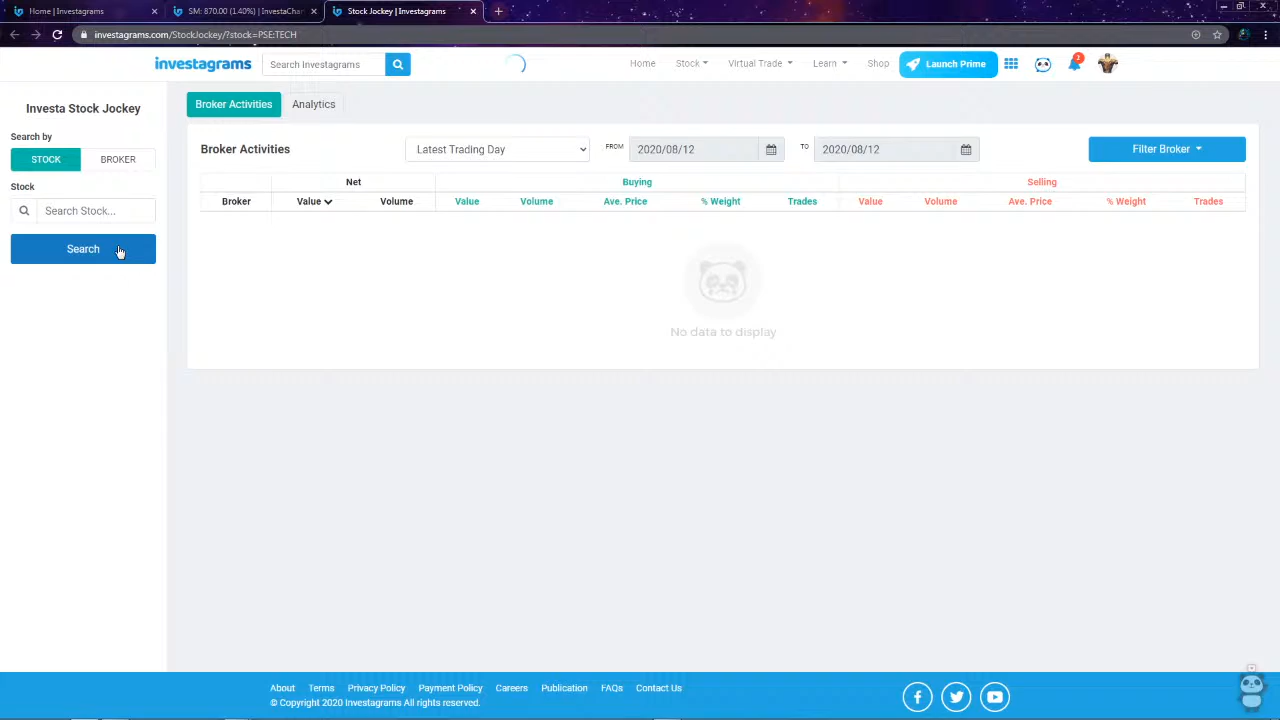 Home | Investagrams
SM: 870.00 (1.40%) | InvestaChar
Stock Jockey | Investagrams
investagrams.com/StockJockey/?stock=PSE:TECH
investagrams
Search Investagrams
Home
Stock
Virtual Trade
Learn
Shop
Launch Prime
2
Investa Stock Jockey
Search by
STOCK
BROKER
Stock
Search Stock...
Search
Broker Activities
Analytics
Broker Activities
Latest Trading Day
FROM
2020/08/12
TO
2020/08/12
Filter Broker
Net
Buying
Selling
Broker
Value
Volume
Value
Volume
Ave. Price
% Weight
Trades
Value
Volume
Ave. Price
% Weight
Trades
No data to display
About
Terms
Privacy Policy
Payment Policy
Careers
Publication
FAQs
Contact Us
© Copyright 2020 Investagrams All rights reserved.